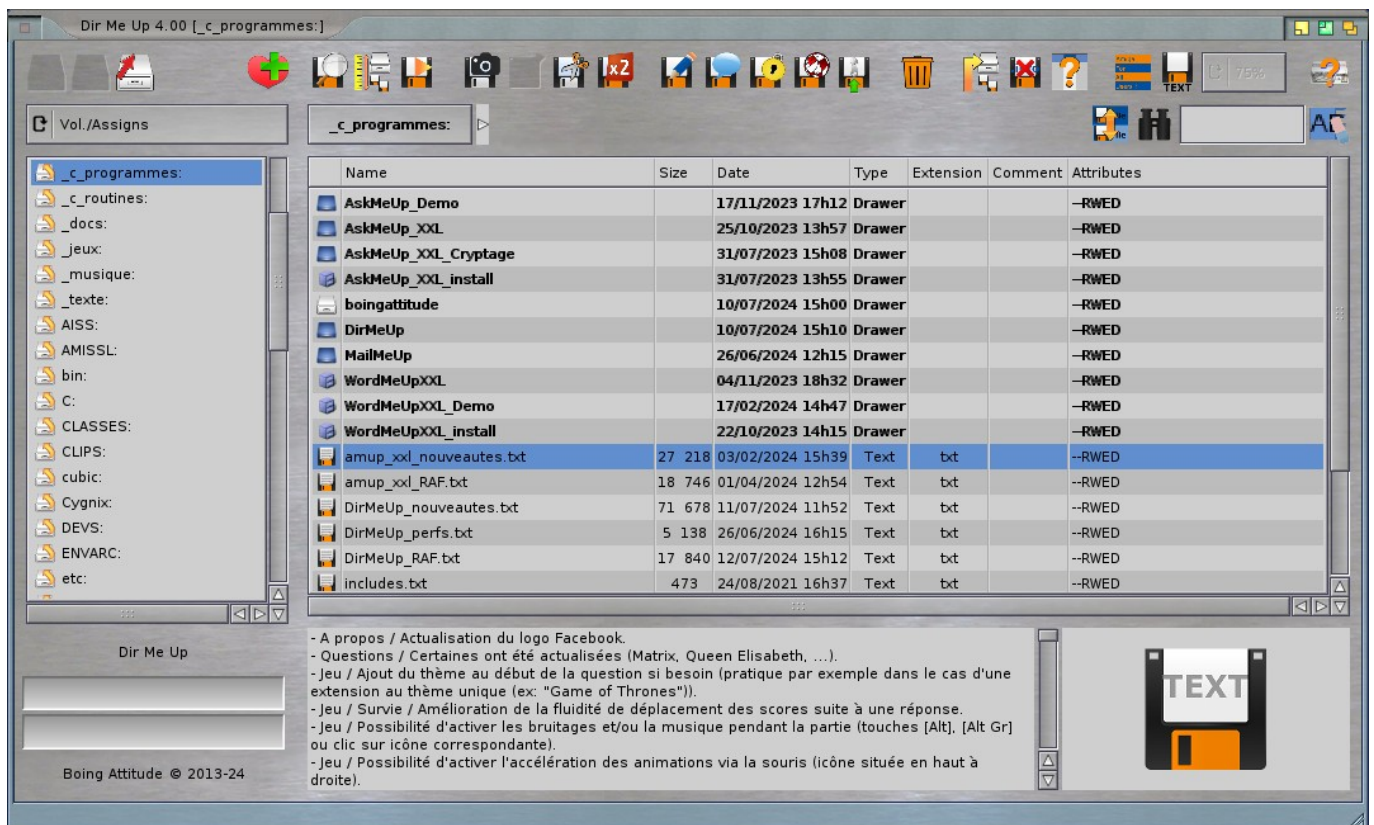 Dir Me Up 4.00 [_c_programmes:]
x2
TEXT
75%
Vol./Assigns
_c_programmes:
_c_programmes:
_c_routines:
_docs:
_jeux:
_musique:
_texte:
AISS:
AMISSL:
bin:
C:
CLASSES:
CLIPS:
cubic:
Cygnix:
DEVS:
ENVARC:
etc:
Name Size Date Type Extension Comment Attributes
AskMeUp_Demo 17/11/2023 17h12 Drawer --RWED
AskMeUp_XXL 25/10/2023 13h57 Drawer --RWED
AskMeUp_XXL_Cryptage 31/07/2023 15h08 Drawer --RWED
AskMeUp_XXL_install 31/07/2023 13h55 Drawer --RWED
boingattitude 10/07/2024 15h00 Drawer --RWED
DirMeUp 10/07/2024 15h10 Drawer --RWED
MailMeUp 26/06/2024 12h15 Drawer --RWED
WordMeUpXXL 04/11/2023 18h32 Drawer --RWED
WordMeUpXXL_Demo 17/02/2024 14h47 Drawer --RWED
WordMeUpXXL_install 22/10/2023 14h15 Drawer --RWED
amup_xxl_nouveautes.txt 27 218 03/02/2024 15h39 Text txt --RWED
amup_xxl_RAF.txt 18 746 01/04/2024 12h54 Text txt --RWED
DirMeUp_nouveautes.txt 71 678 11/07/2024 11h52 Text txt --RWED
DirMeUp_perfs.txt 5 138 26/06/2024 16h15 Text txt --RWED
DirMeUp_RAF.txt 17 840 12/07/2024 15h12 Text txt --RWED
includes.txt 473 24/08/2021 16h37 Text txt --RWED
Dir Me Up
Boing Attitude © 2013-24
- A propos / Actualisation du logo Facebook.
- Questions / Certaines ont été actualisées (Matrix, Queen Elisabeth, ...).
- Jeu / Ajout du thème au début de la question si besoin (pratique par exemple dans le cas d'une
extension au thème unique (ex: "Game of Thrones")).
- Jeu / Survie / Amélioration de la fluidité de déplacement des scores suite à une réponse.
- Jeu / Possibilité d'activer les bruitages et/ou la musique pendant la partie (touches [Alt], [Alt Gr]
ou clic sur icône correspondante).
- Jeu / Possibilité d'activer l'accélération des animations via la souris (icône située en haut à
droite).
TEXT